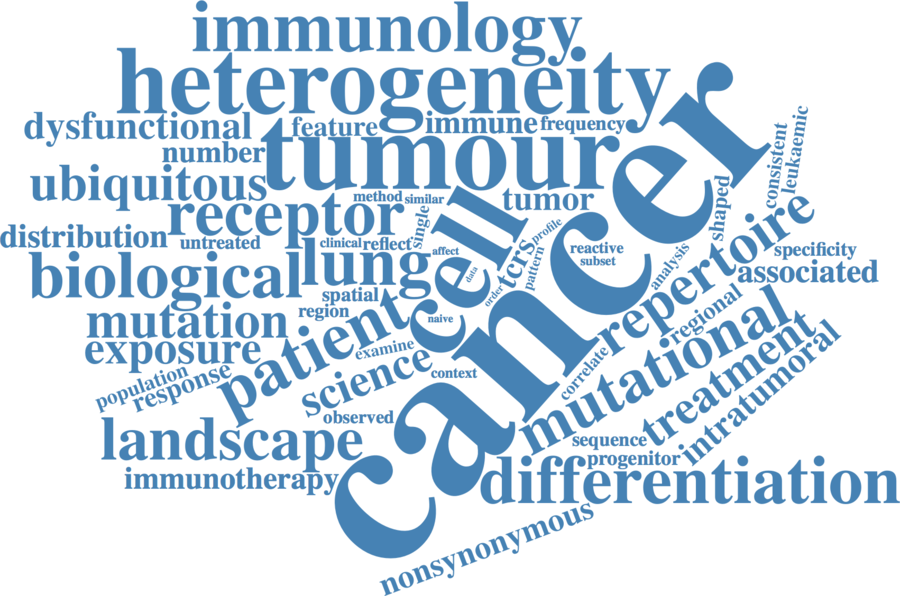 immunology
heterogeneity
dysfunctional
feature
immune
frequency
number
tumour
ubiquitous
method
similar
tumor
consistent
leukaemic
receptor
single
shaped
distribution
untreated
clinical
reflect
affect
profile
reactive
subset
specificity
biological
lung
cell
data
order
tcrs
pattern
analysis
repertoire
associated
spatial
region
naive
mutation
patient
cancer
regional
exposure
examine
science
context
correlate
mutational
treatment
intratumoral
population
response
observed
landscape
sequence
progenitor
immunotherapy
differentiation
nonsynonymous